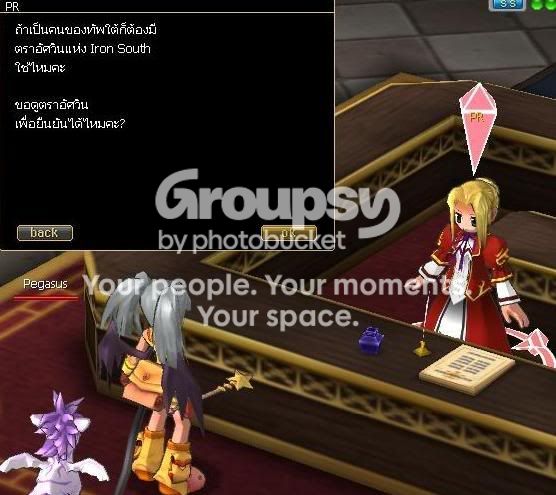 PR
ถ้าเป็นคนของทัพใต้ก็ต้องมี
ตราอัศวินแห่ง Iron South
ใช่ไหมคะ
ขอดูตราอัศวิน
เพื่อยืนยันได้ไหมคะ?
back
ok
PR
Pegasus
Groupsy
by photobucket
Your people. Your moments.
Your space.